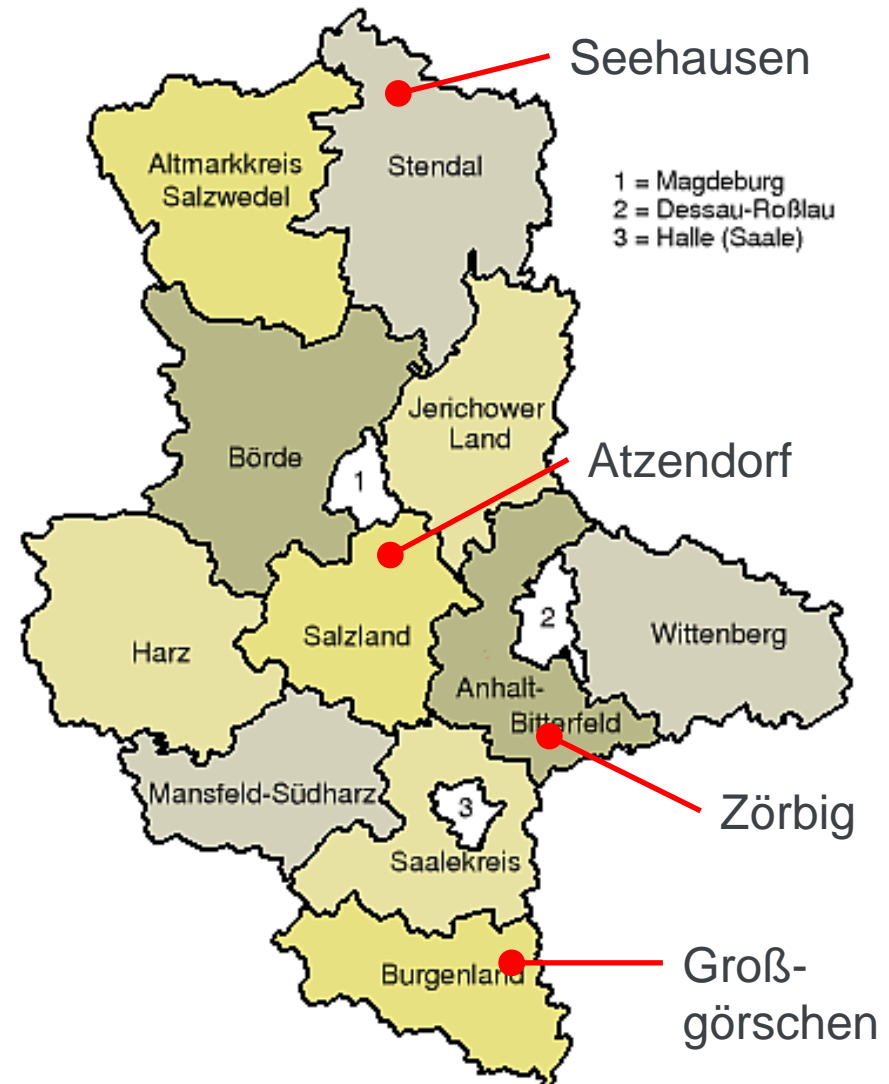 Seehausen
Altmarkkreis
Salzwedel
Stendal
1 = Magdeburg
2 = Dessau-Roßlau
3 = Halle (Saale)
Jerichower
Land
Börde
1
Atzendorf
Harz
Salzland
2
Wittenberg
Anhalt-
Bitterfeld
Mansfeld-Südharz
3
Zörbig
Saalekreis
Burgenland
Groß-
görschen